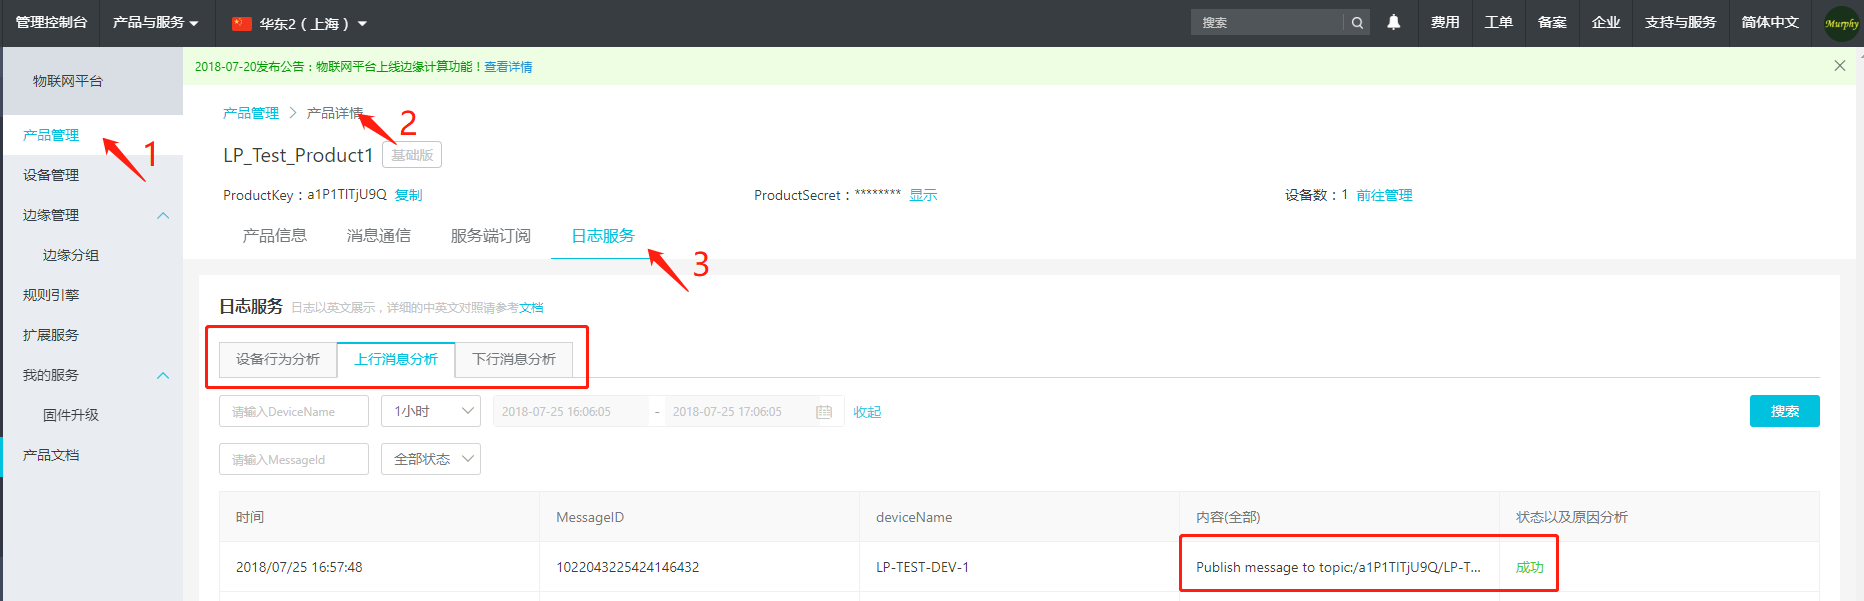 管理控制台 产品与服务 华东2（上海） 搜索 费用 工单 备案 企业 支持与服务 简体中文 Murphy
物联网平台
产品管理
设备管理
边缘管理
边缘分组
规则引擎
扩展服务
我的服务
固件升级
产品文档
1
2018-07-20发布公告：物联网平台上线边缘计算功能！查看详情
产品管理 > 产品详情
2
LP_Test_Product1 基础版
ProductKey：a1P1TITjU9Q 复制 ProductSecret：******** 显示 设备数：1 前往管理
产品信息 消息通信 服务端订阅 日志服务
3
日志服务 日志以英文展示，详细的中英文对照请参考文档
设备行为分析 上行消息分析 下行消息分析
请输入DeviceName 1小时 2018-07-25 16:06:05 - 2018-07-25 17:06:05 收起 搜索
请输入MessageId 全部状态
时间 MessageID deviceName 内容(全部) 状态以及原因分析
2018/07/25 16:57:48 1022043225424146432 LP-TEST-DEV-1 Publish message to topic:/a1P1TITjU9Q/LP-T... 成功